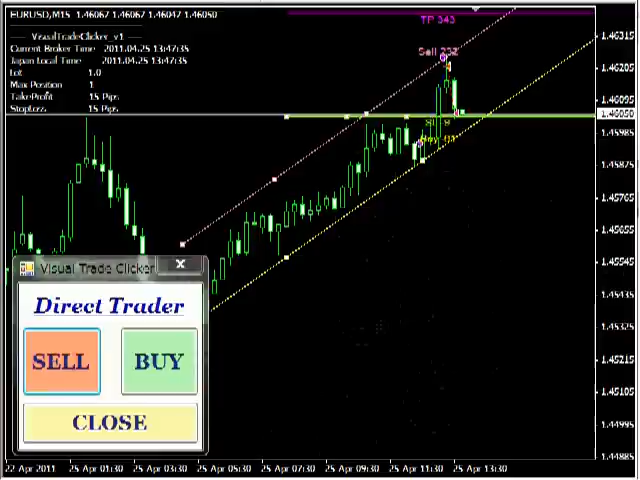 EURUSD,M15 1.46067 1.46067 1.46047 1.46050
VisualTradeClicker_v1
Current Broker Time 2011.04.25 13:47:35
Japan Local Time 2011.04.25 13:47:35
Lot 1.0
Max Position 1
TakeProfit 15 Pips
StopLoss 15 Pips
TP 343
Sell
1.46315
1.46205
1.46095
1.46050
1.45985
1.45875
1.45765
1.45655
1.45545
1.45435
1.45325
1.45215
1.45105
1.44995
1.44885
Visual Trade Clicker
X
Direct Trader
SELL
BUY
CLOSE
22 Apr 2011
25 Apr 01:30
25 Apr 03:30
25 Apr 05:30
25 Apr 07:30
25 Apr 09:30
25 Apr 11:30
25 Apr 13:30